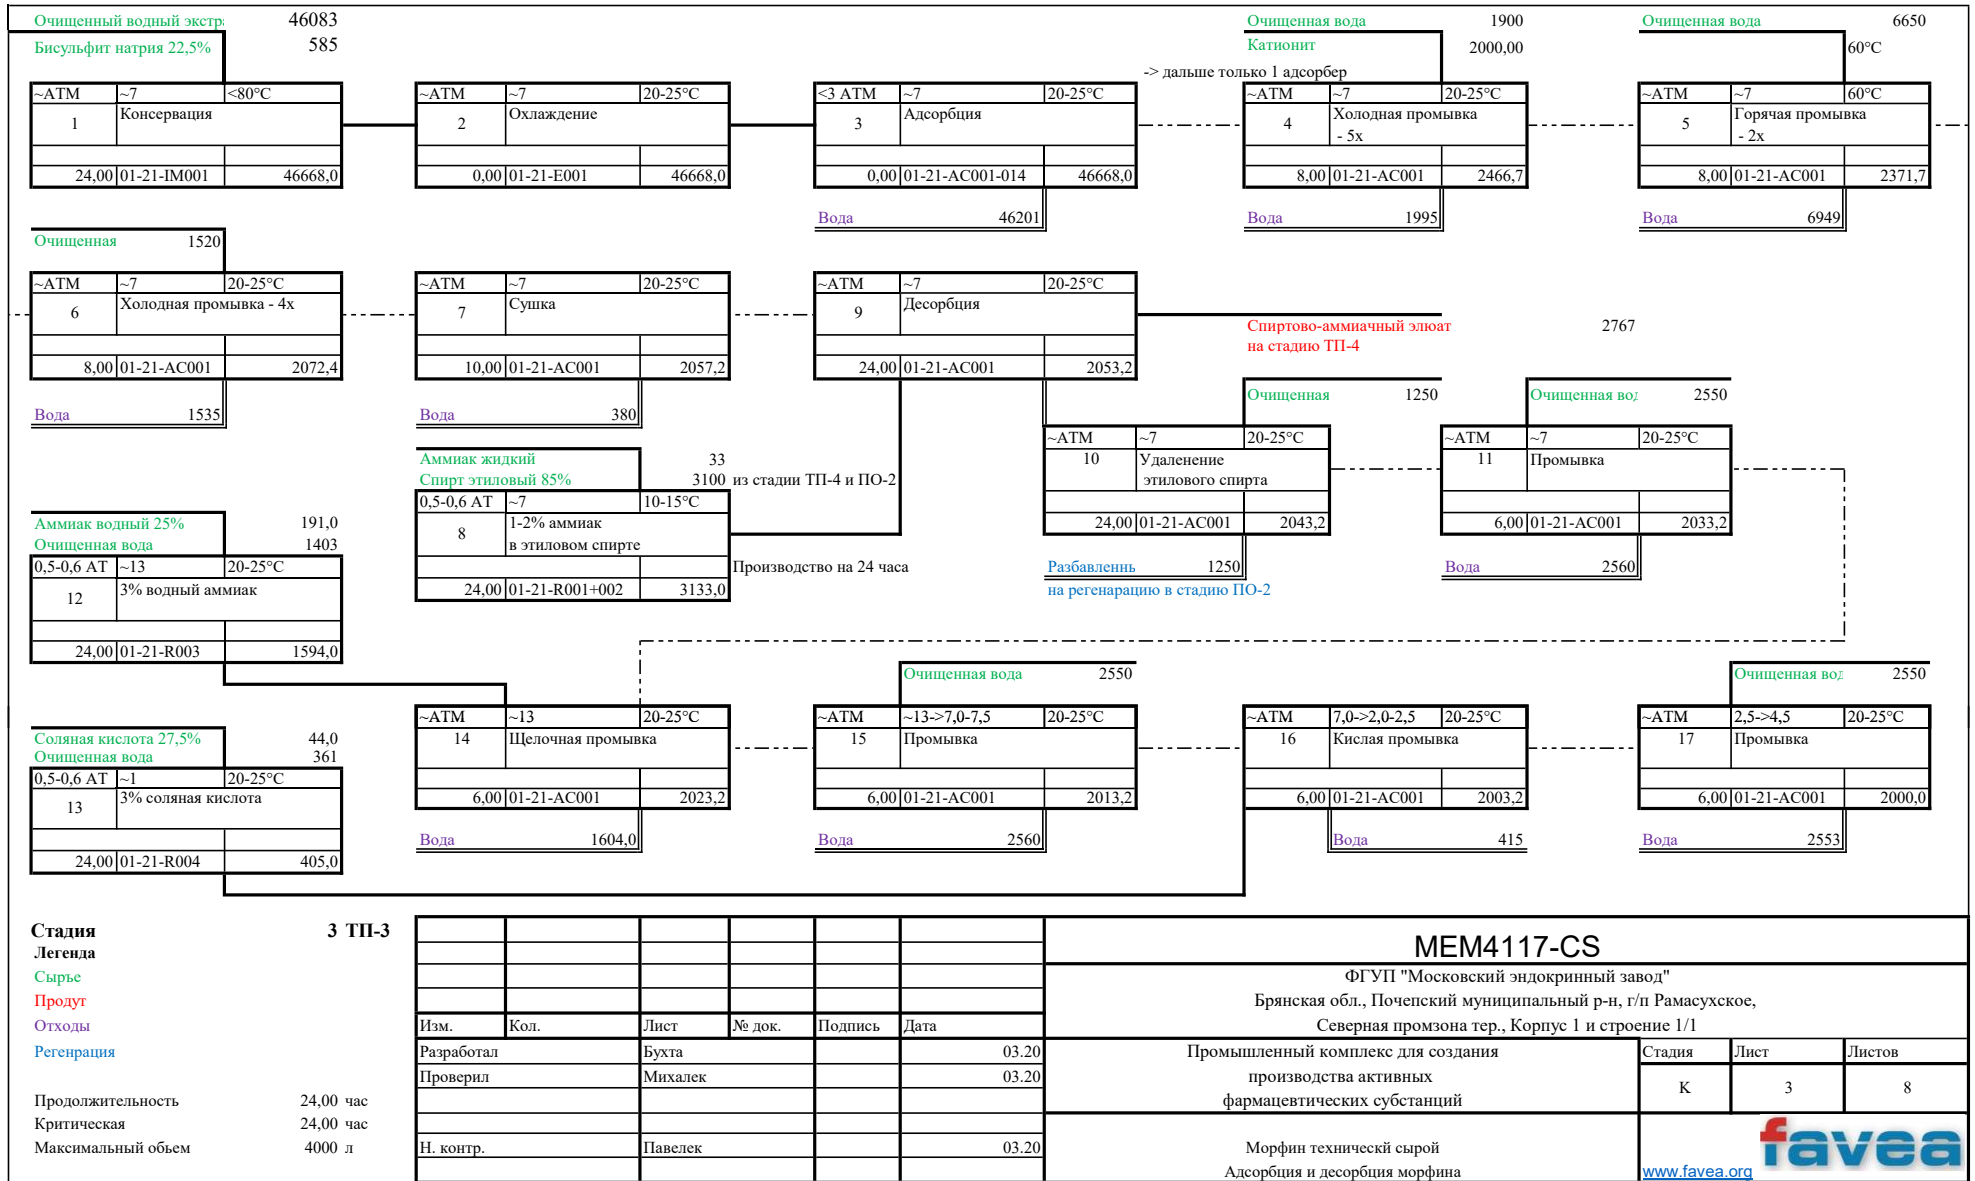 Очищенный водный экстр 46083
Бисульфит натрия 22,5% 585
Очищенная вода 1900
Катионит 2000,00
-> дальше только 1 адсорбер
Очищенная вода 6650
60°C
~АТМ ~7 <80°C
1 Консервация
24,00 01-21-IM001 46668,0
~АТМ ~7 20-25°C
2 Охлаждение
0,00 01-21-E001 46668,0
<3 АТМ ~7 20-25°C
3 Адсорбция
0,00 01-21-AC001-014 46668,0
Вода 46201
~АТМ ~7 20-25°C
4 Холодная промывка
- 5x
8,00 01-21-AC001 2466,7
Вода 1995
~АТМ ~7 60°C
5 Горячая промывка
- 2x
8,00 01-21-AC001 2371,7
Вода 6949
Очищенная 1520
~АТМ ~7 20-25°C
6 Холодная промывка - 4x
8,00 01-21-AC001 2072,4
Вода 1535
~АТМ ~7 20-25°C
7 Сушка
10,00 01-21-AC001 2057,2
Вода 380
~АТМ ~7 20-25°C
9 Десорбция
24,00 01-21-AC001 2053,2
Спиртово-аммиачный элюат 2767
на стадию ТП-4
Очищенная 1250
~АТМ ~7 20-25°C
10 Удаленение
этилового спирта
24,00 01-21-AC001 2043,2
Разбавленнь 1250
на регенарацию в стадию ПО-2
Очищенная вод 2550
~АТМ ~7 20-25°C
11 Промывка
6,00 01-21-AC001 2033,2
Вода 2560
Аммиак жидкий 33
Спирт этиловый 85% 3100 из стадии ТП-4 и ПО-2
0,5-0,6 АТ ~7 10-15°C
8 1-2% аммиак
в этиловом спирте
Производство на 24 часа
24,00 01-21-R001+002 3133,0
Аммиак водный 25% 191,0
Очищенная вода 1403
0,5-0,6 АТ ~13 20-25°C
12 3% водный аммиак
24,00 01-21-R003 1594,0
Соляная кислота 27,5% 44,0
Очищенная вода 361
0,5-0,6 АТ ~1 20-25°C
13 3% соляная кислота
24,00 01-21-R004 405,0
~АТМ ~13 20-25°C
14 Щелочная промывка
6,00 01-21-AC001 2023,2
Вода 1604,0
Очищенная вода 2550
~АТМ ~13->7,0-7,5 20-25°C
15 Промывка
6,00 01-21-AC001 2013,2
Вода 2560
~АТМ 7,0->2,0-2,5 20-25°C
16 Кислая промывка
6,00 01-21-AC001 2003,2
Вода 415
Очищенная вод 2550
~АТМ 2,5->4,5 20-25°C
17 Промывка
6,00 01-21-AC001 2000,0
Вода 2553
Стадия 3 ТП-3
Легенда
Сырье
Продут
Отходы
Регенрация
Продолжительность 24,00 час
Критическая 24,00 час
Максимальный обьем 4000 л
Изм. Кол. Лист № док. Подпись Дата
Разработал Бухта 03.20
Проверил Михалек 03.20
Н. контр. Павелек 03.20
MEM4117-CS
ФГУП "Московский эндокринный завод"
Брянская обл., Почепский муниципальный р-н, г/п Рамасухское,
Северная промзона тер., Корпус 1 и строение 1/1
Промышленный комплекс для создания
производства активных
фармацевтических субстанций
Стадия Лист Листов
K 3 8
Морфин техническй сырой
Адсорбция и десорбция морфина
www.favea.org
favea